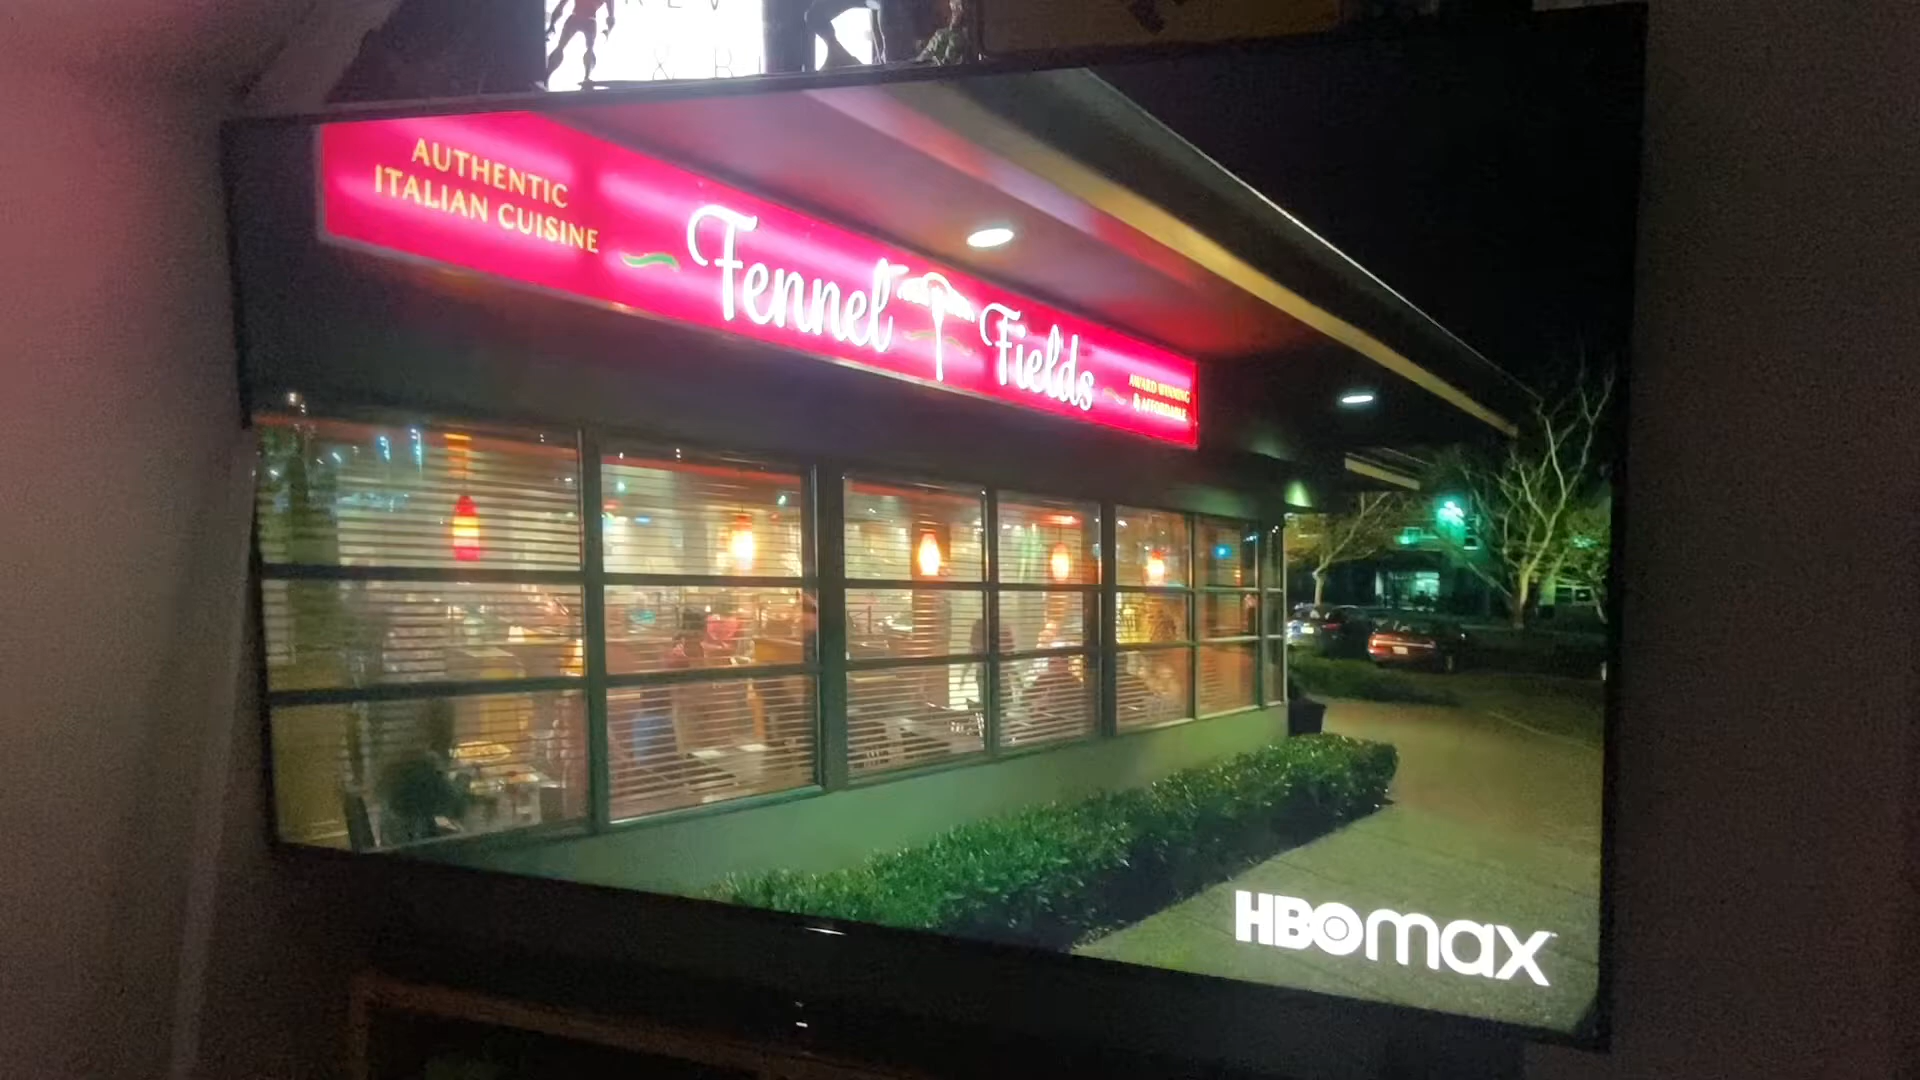 AUTHENTIC
ITALIAN CUISINE
Fennel Fields
AWARD WINNING
& AFFORDABLE
HBOmax